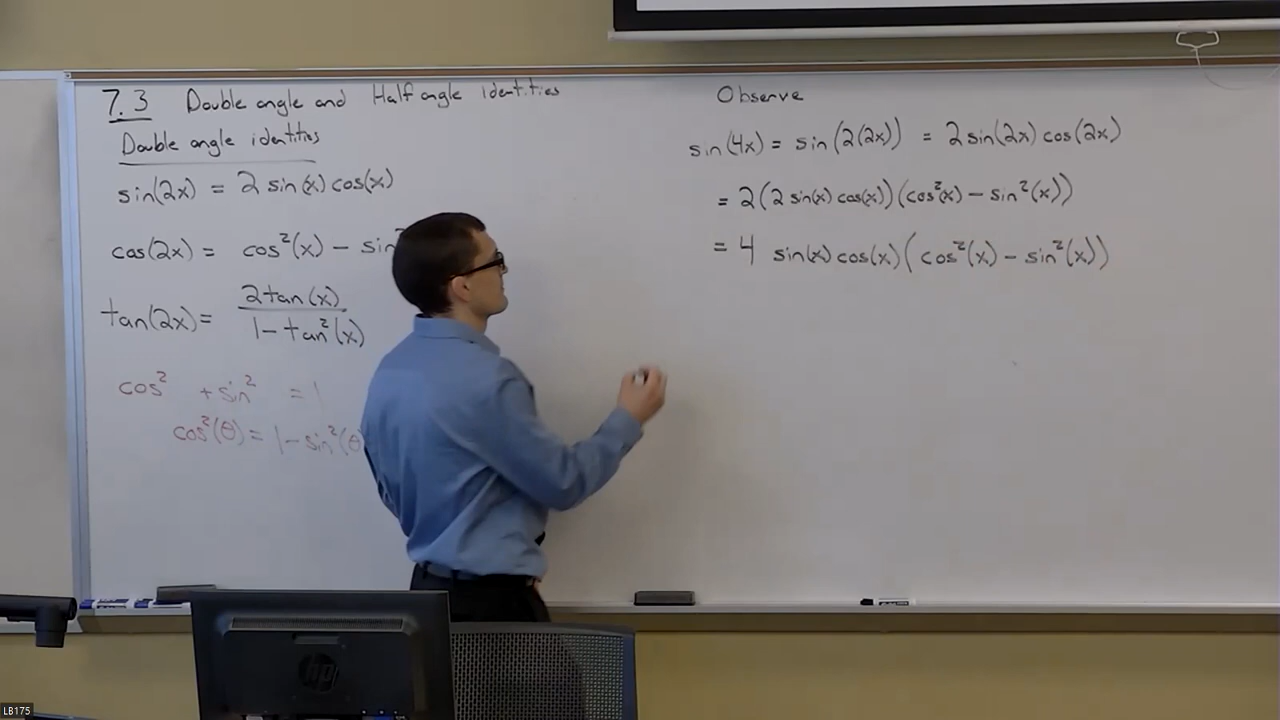 7.3 Double angle and Half angle identities
Double angle identities
sin(2x) = 2 sin(x) cos(x)
cos(2x) = cos²(x) − sin²
tan(2x) = 2tan(x) / 1 − tan²(x)
cos² + sin² = 1
cos²(θ) = 1 − sin²(θ
Observe
sin(4x) = sin(2(2x)) = 2 sin(2x) cos(2x)
= 2(2 sin(x) cos(x))(cos²(x) − sin²(x))
= 4 sin(x) cos(x)(cos²(x) − sin²(x))
hp
LB175